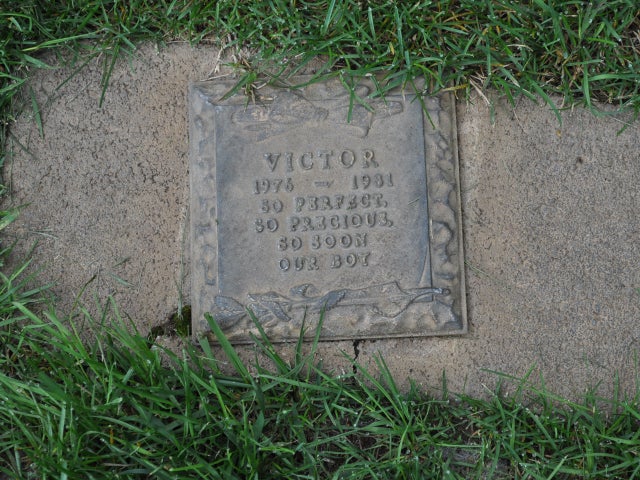 VICTOR
1976 — 1981
SO PERFECT,
SO PRECIOUS,
SO SOON
OUR BOY